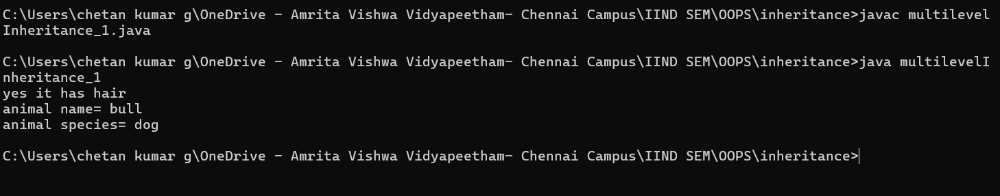 C:\Users\chetan kumar g\OneDrive - Amrita Vishwa Vidyapeetham- Chennai Campus\IIND SEM\OOPS\inheritance>javac multilevel
Inheritance_1.java
C:\Users\chetan kumar g\OneDrive - Amrita Vishwa Vidyapeetham- Chennai Campus\IIND SEM\OOPS\inheritance>java multilevelI
nheritance_1
yes it has hair
animal name= bull
animal species= dog
C:\Users\chetan kumar g\OneDrive - Amrita Vishwa Vidyapeetham- Chennai Campus\IIND SEM\OOPS\inheritance>